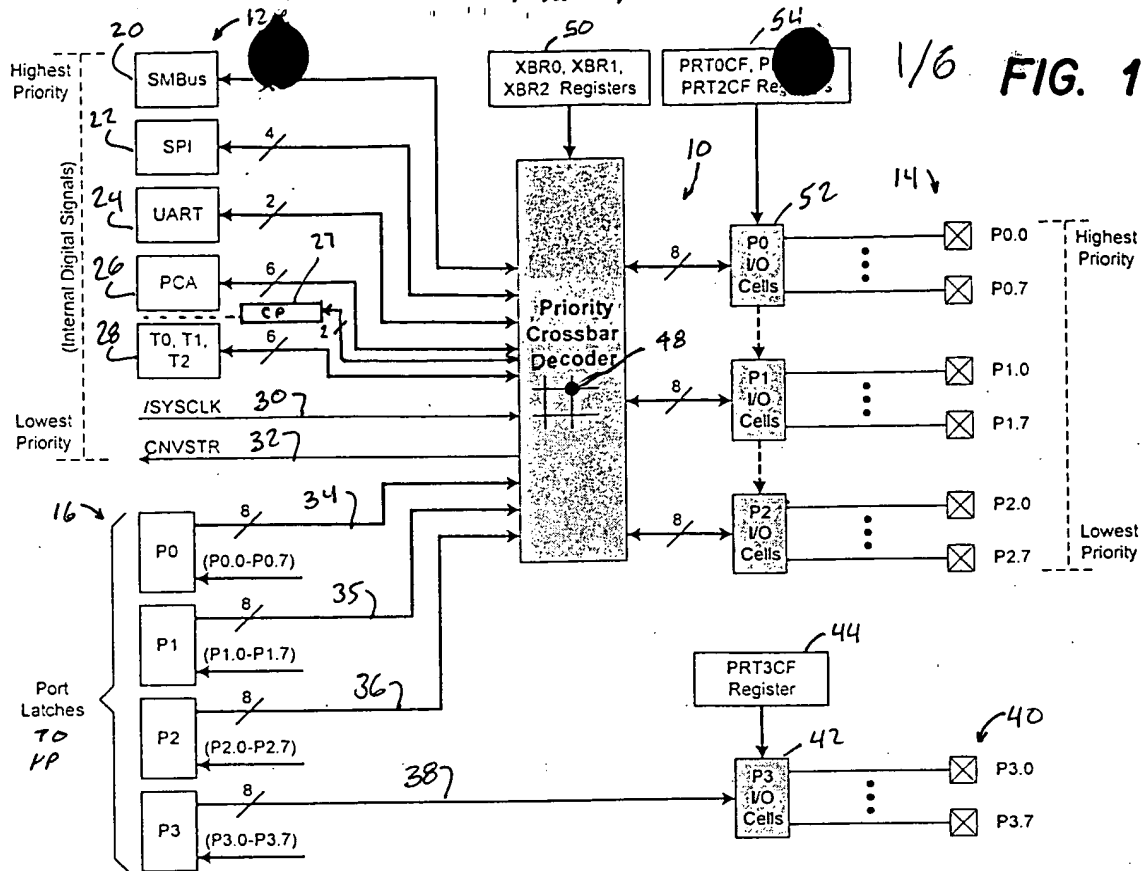 1/6
FIG. 1
20
12
50
54
Highest
Priority
SMBus
XBR0, XBR1,
XBR2 Registers
PRT0CF, P
PRT2CF Reg
22
SPI
4
10
14
24
UART
2
52
(Internal Digital Signals)
26
PCA
6
27
CP
2
28
T0, T1,
T2
6
Priority
Crossbar
Decoder
48
8
P0
I/O
Cells
P0.0
P0.7
Highest
Priority
8
P1
I/O
Cells
P1.0
P1.7
Lowest
Priority
/SYSCLK
30
CNVSTR
32
8
P2
I/O
Cells
P2.0
P2.7
Lowest
Priority
16
P0
8
34
(P0.0-P0.7)
P1
8
35
(P1.0-P1.7)
Port
Latches
TO
P2
8
36
(P2.0-P2.7)
P3
8
38
(P3.0-P3.7)
44
PRT3CF
Register
42
P3
I/O
Cells
40
P3.0
P3.7